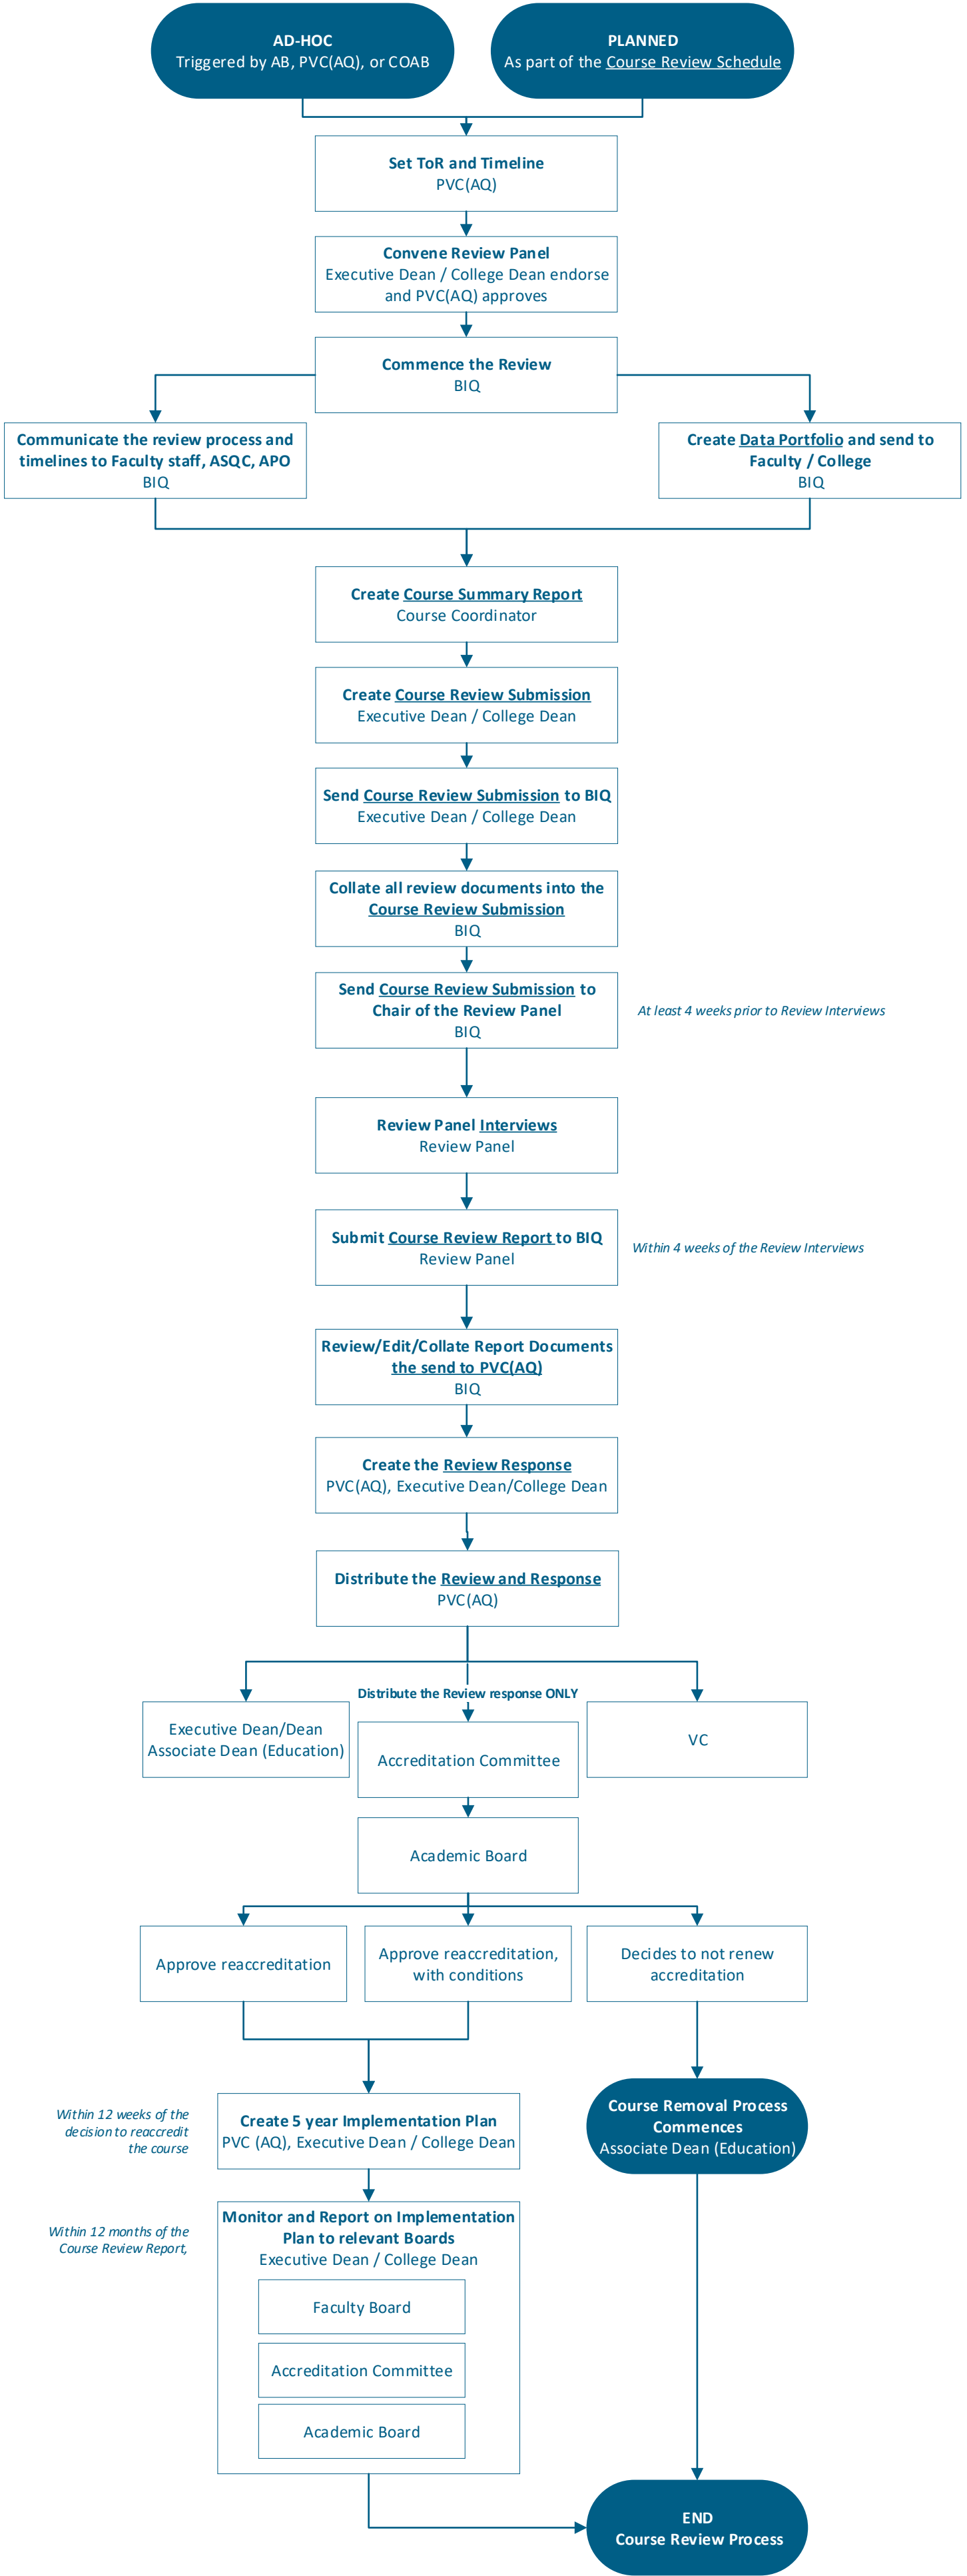 AD-HOC
Triggered by AB, PVC(AQ), or COAB
PLANNED
As part of the Course Review Schedule
Set ToR and Timeline
PVC(AQ)
Convene Review Panel
Executive Dean / College Dean endorse
and PVC(AQ) approves
Commence the Review
BIQ
Communicate the review process and
timelines to Faculty staff, ASQC, APO
BIQ
Create Data Portfolio and send to
Faculty / College
BIQ
Create Course Summary Report
Course Coordinator
Create Course Review Submission
Executive Dean / College Dean
Send Course Review Submission to BIQ
Executive Dean / College Dean
Collate all review documents into the
Course Review Submission
BIQ
Send Course Review Submission to
Chair of the Review Panel
BIQ
At least 4 weeks prior to Review Interviews
Review Panel Interviews
Review Panel
Submit Course Review Report to BIQ
Review Panel
Within 4 weeks of the Review Interviews
Review/Edit/Collate Report Documents
the send to PVC(AQ)
BIQ
Create the Review Response
PVC(AQ), Executive Dean/College Dean
Distribute the Review and Response
PVC(AQ)
Distribute the Review response ONLY
Executive Dean/Dean
Associate Dean (Education)
Accreditation Committee
VC
Academic Board
Approve reaccreditation
Approve reaccreditation,
with conditions
Decides to not renew
accreditation
Within 12 weeks of the
decision to reaccredit
the course
Create 5 year Implementation Plan
PVC (AQ), Executive Dean / College Dean
Course Removal Process
Commences
Associate Dean (Education)
Within 12 months of the
Course Review Report,
Monitor and Report on Implementation
Plan to relevant Boards
Executive Dean / College Dean
Faculty Board
Accreditation Committee
Academic Board
END
Course Review Process